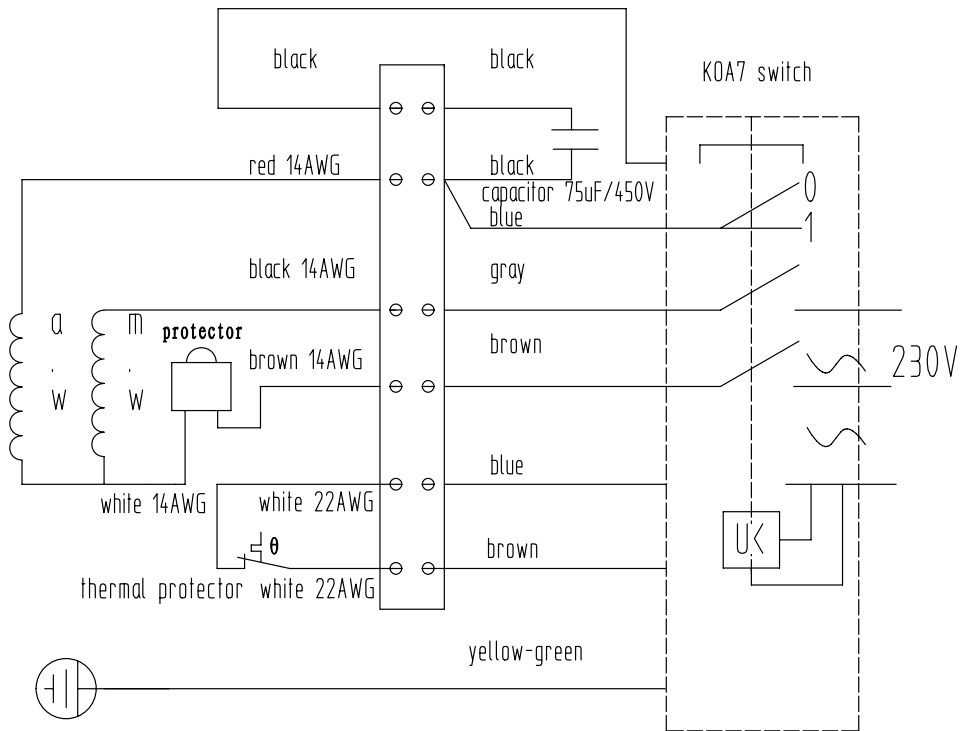 black
black
KOA7 switch
red 14AWG
black
capacitor 75uF/450V
0
blue
1
black 14AWG
gray
a.w
m.w
protector
brown 14AWG
brown
230V
blue
white 14AWG
white 22AWG
U<
θ
brown
thermal protector
white 22AWG
yellow-green